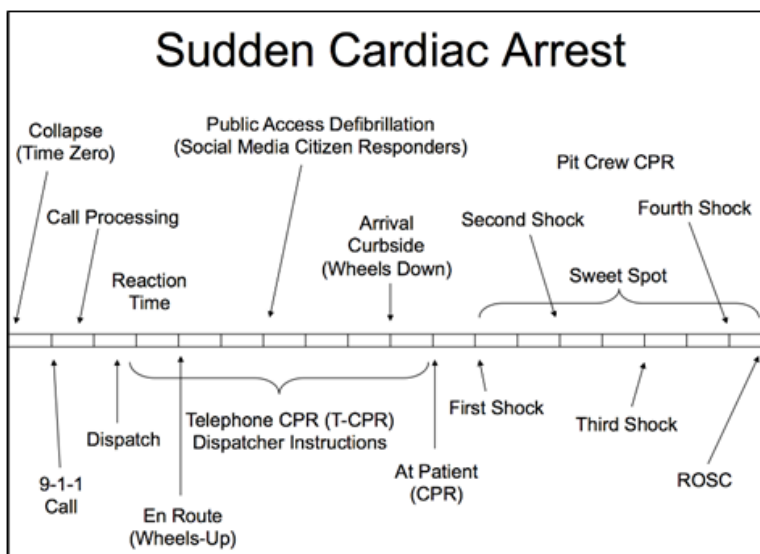 Sudden Cardiac Arrest
Collapse
(Time Zero)
Call Processing
Reaction
Time
Public Access Defibrillation
(Social Media Citizen Responders)
Arrival
Curbside
(Wheels Down)
Pit Crew CPR
Second Shock
Fourth Shock
Sweet Spot
9-1-1
Call
Dispatch
En Route
(Wheels-Up)
Telephone CPR (T-CPR)
Dispatcher Instructions
At Patient
(CPR)
First Shock
Third Shock
ROSC